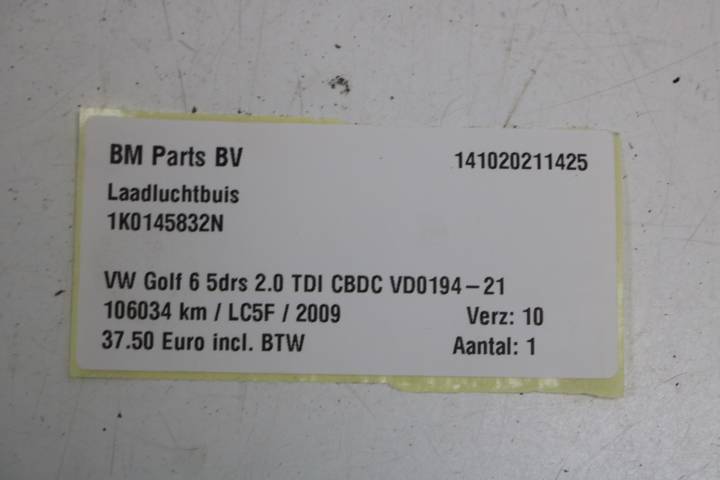 BM Parts BV 141020211425
Laadluchtbuis
1K0145832N
VW Golf 6 5drs 2.0 TDI CBDC VD0194-21
106034 km / LC5F / 2009 Verz: 10
37.50 Euro incl. BTW Aantal: 1